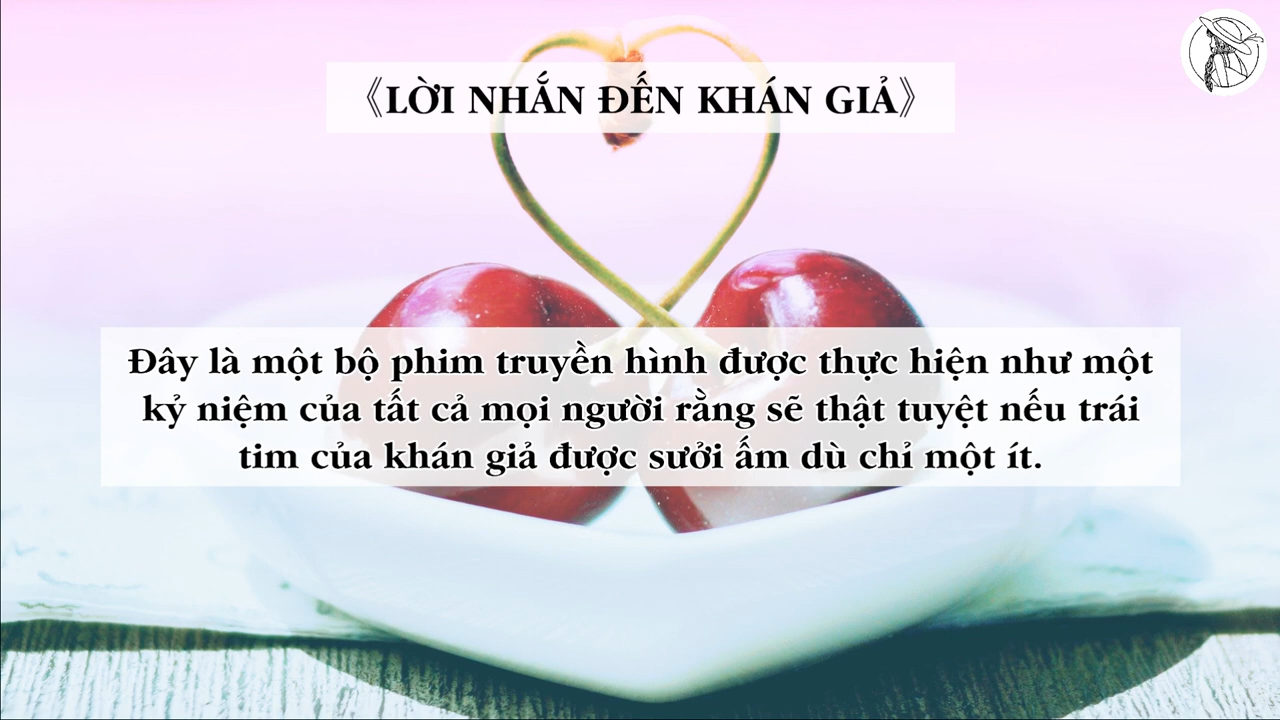 《LỜI NHẮN ĐẾN KHÁN GIẢ》
Đây là một bộ phim truyền hình được thực hiện như một
kỷ niệm của tất cả mọi người rằng sẽ thật tuyệt nếu trái
tim của khán giả được sưởi ấm dù chỉ một ít.